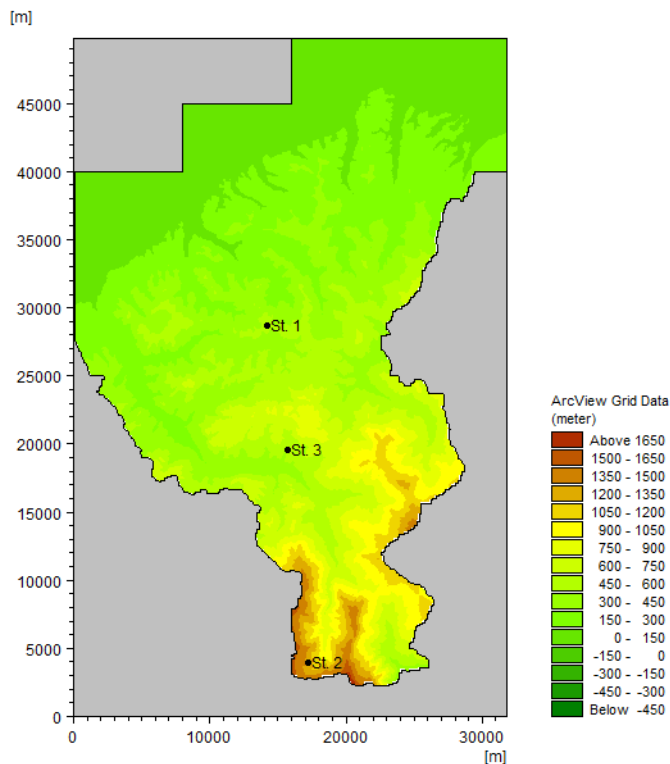 [m]
45000
40000
35000
30000
25000
20000
15000
10000
5000
0
St. 1
St. 3
St. 2
0 10000 20000 30000
[m]
ArcView Grid Data
(meter)
Above 1650
1500 - 1650
1350 - 1500
1200 - 1350
1050 - 1200
900 - 1050
750 - 900
600 - 750
450 - 600
300 - 450
150 - 300
0 - 150
-150 - 0
-300 - -150
-450 - -300
Below -450